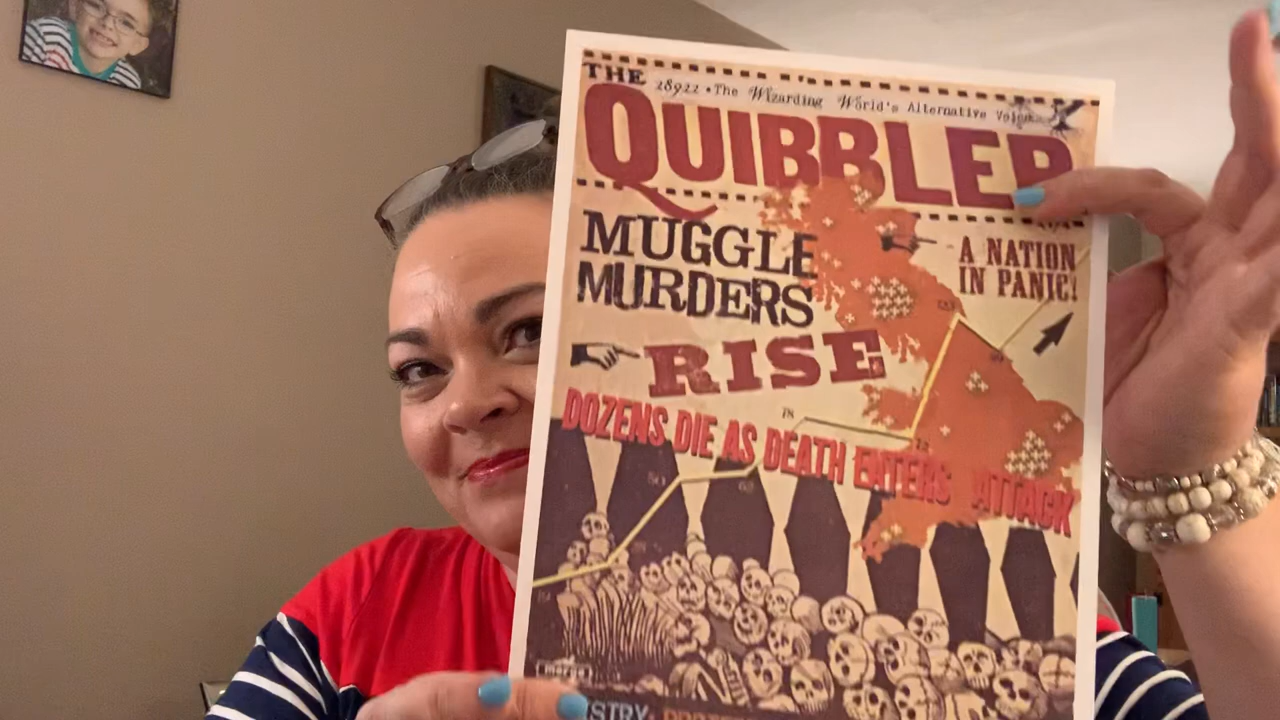 THE
28922 • The Wizarding World's Alternative Voice
QUIBBLER
MUGGLE
MURDERS
A NATION
IN PANIC!
RISE
DOZENS DIE AS DEATH EATERS ATTACK
78